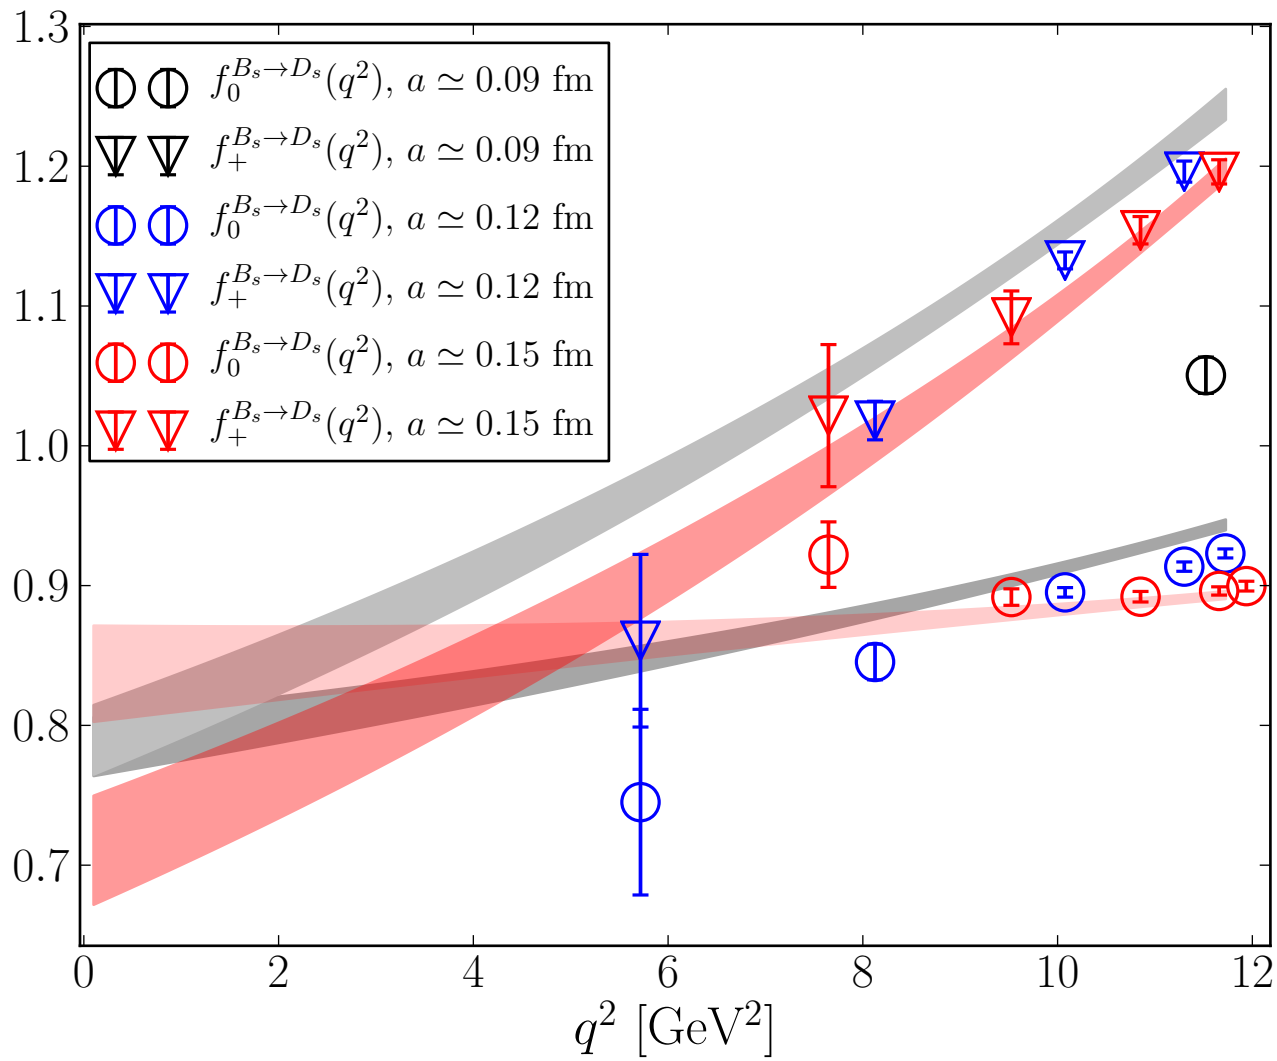 1.3
1.2
1.1
1.0
0.9
0.8
0.7
f_0^{B_s→D_s}(q^2), a ≃ 0.09 fm
f_+^{B_s→D_s}(q^2), a ≃ 0.09 fm
f_0^{B_s→D_s}(q^2), a ≃ 0.12 fm
f_+^{B_s→D_s}(q^2), a ≃ 0.12 fm
f_0^{B_s→D_s}(q^2), a ≃ 0.15 fm
f_+^{B_s→D_s}(q^2), a ≃ 0.15 fm
0 2 4 6 8 10 12
q^2 [GeV^2]